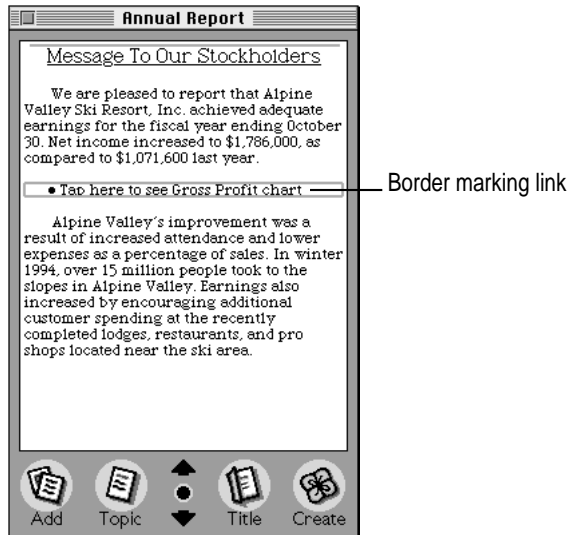 Annual Report
Message To Our Stockholders
We are pleased to report that Alpine
Valley Ski Resort, Inc. achieved adequate
earnings for the fiscal year ending October
30. Net income increased to $1,786,000, as
compared to $1,071,600 last year.
• Tap here to see Gross Profit chart
Border marking link
Alpine Valley's improvement was a
result of increased attendance and lower
expenses as a percentage of sales. In winter
1994, over 15 million people took to the
slopes in Alpine Valley. Earnings also
increased by encouraging additional
customer spending at the recently
completed lodges, restaurants, and pro
shops located near the ski area.
Add Topic Title Create